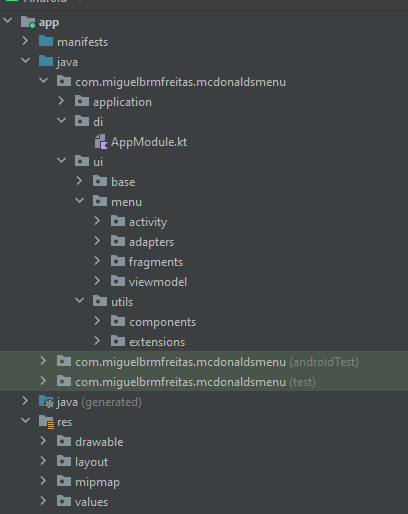 app
manifests
java
com.miguelbrmfreitas.mcdonaldsmenu
application
di
AppModule.kt
ui
base
menu
activity
adapters
fragments
viewmodel
utils
components
extensions
com.miguelbrmfreitas.mcdonaldsmenu (androidTest)
com.miguelbrmfreitas.mcdonaldsmenu (test)
java (generated)
res
drawable
layout
mipmap
values